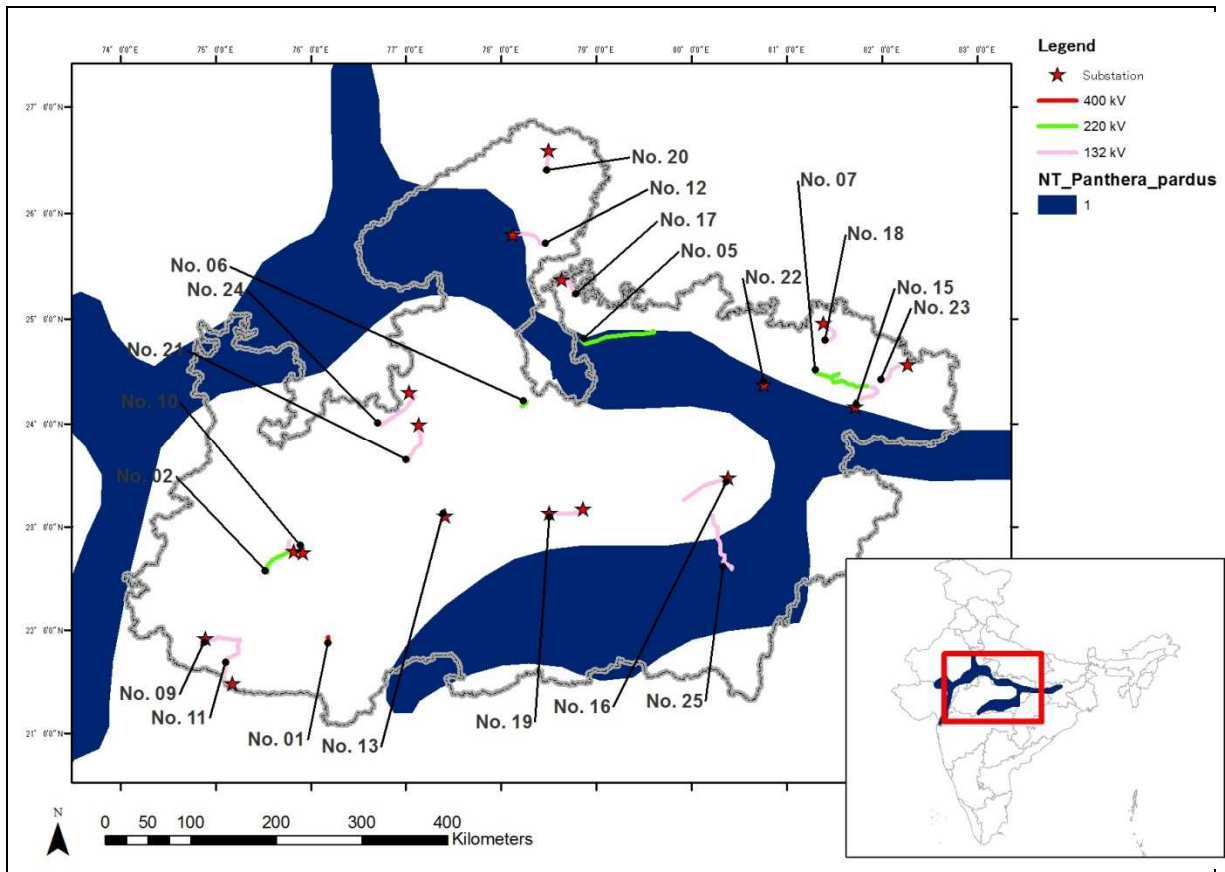 74° 0'0"E 75° 0'0"E 76° 0'0"E 77° 0'0"E 78° 0'0"E 79° 0'0"E 80° 0'0"E 81° 0'0"E 82° 0'0"E 83° 0'0"E
Legend
Substation
400 kV
220 kV
132 kV
NT_Panthera_pardus
1
27° 0'0"N
26° 0'0"N
25° 0'0"N
24° 0'0"N
23° 0'0"N
22° 0'0"N
21° 0'0"N
No. 20
No. 12
No. 07
No. 17
No. 18
No. 05
No. 06
No. 22
No. 15
No. 24
No. 23
No. 21
No. 10
No. 02
No. 09
No. 11
No. 01
No. 13
No. 19
No. 16
No. 25
N
0 50 100 200 300 400
Kilometers